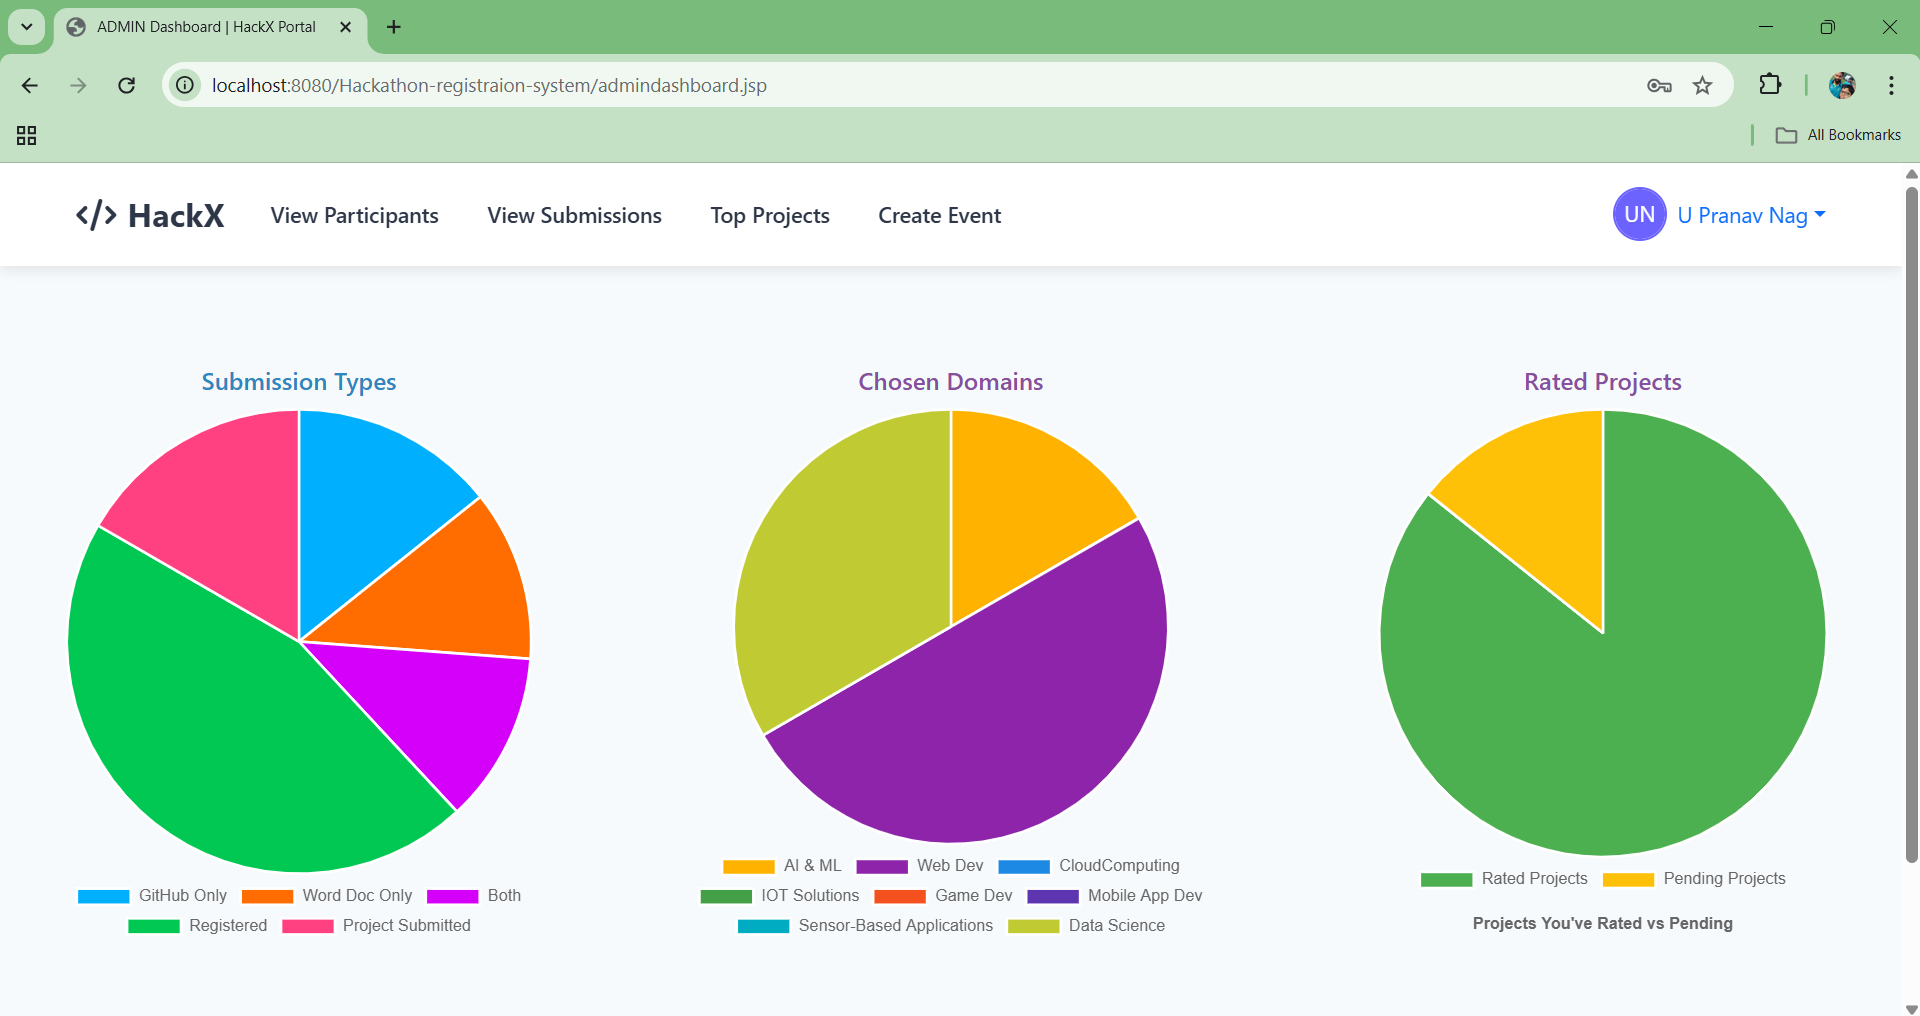 ADMIN Dashboard | HackX Portal
localhost:8080/Hackathon-registraion-system/admindashboard.jsp
All Bookmarks
</> HackX View Participants View Submissions Top Projects Create Event UN U Pranav Nag
Submission Types
GitHub Only Word Doc Only Both
Registered Project Submitted
Chosen Domains
AI & ML Web Dev CloudComputing
IOT Solutions Game Dev Mobile App Dev
Sensor-Based Applications Data Science
Rated Projects
Rated Projects Pending Projects
Projects You've Rated vs Pending